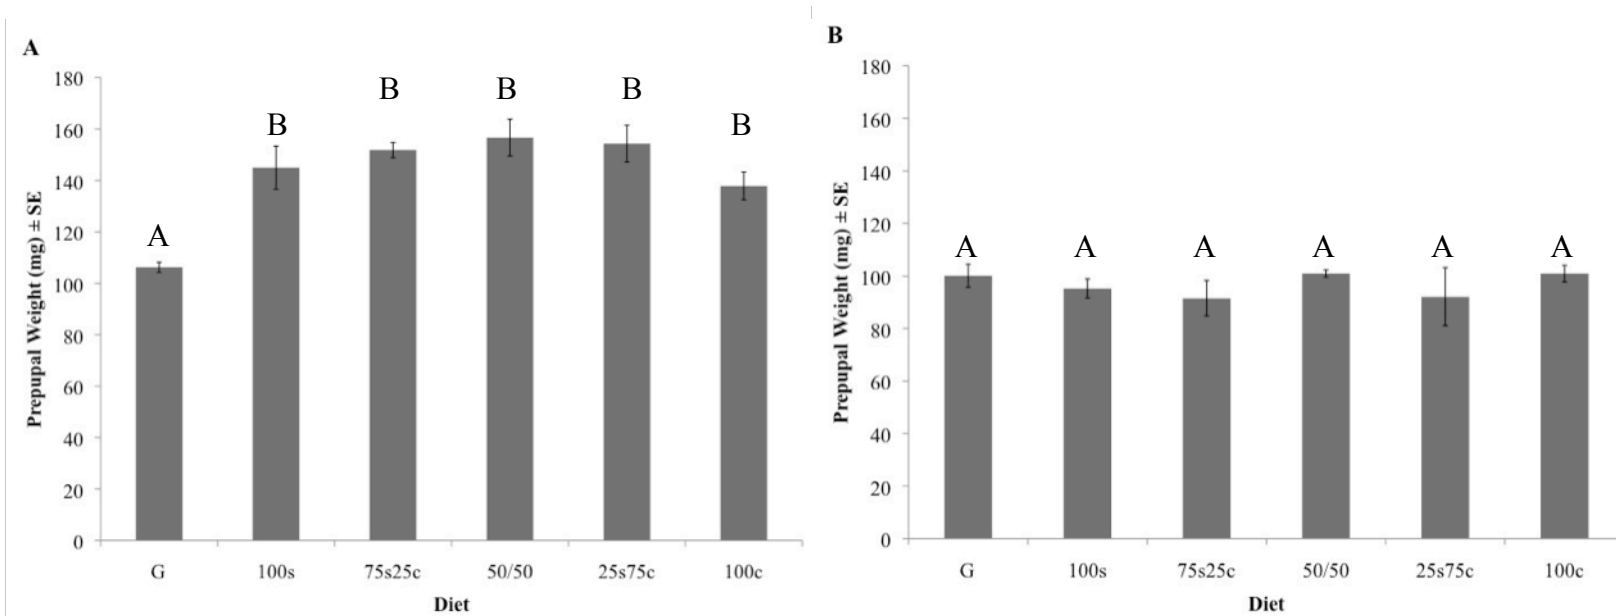 A
180
160
140
120
100
80
60
40
20
0
Prepupal Weight (mg) ± SE
A
B
B
B
B
B
G 100s 75s25c 50/50 25s75c 100c
Diet
B
180
160
140
120
100
80
60
40
20
0
Prepupal Weight (mg) ± SE
A A A A A A
G 100s 75s25c 50/50 25s75c 100c
Diet